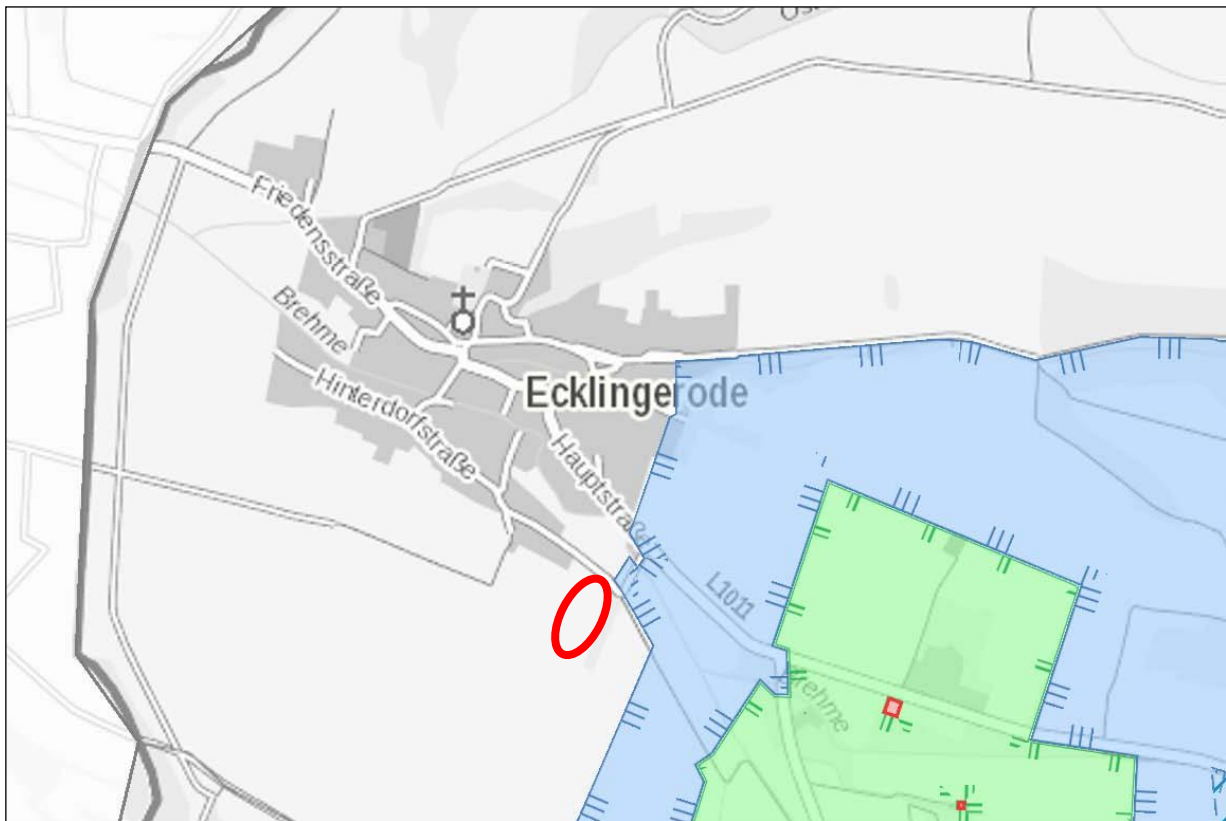 Friedensstraße
Brehme
Hinterdorfstraße
Ecklingerode
Hauptstraße
L1011
Brehme